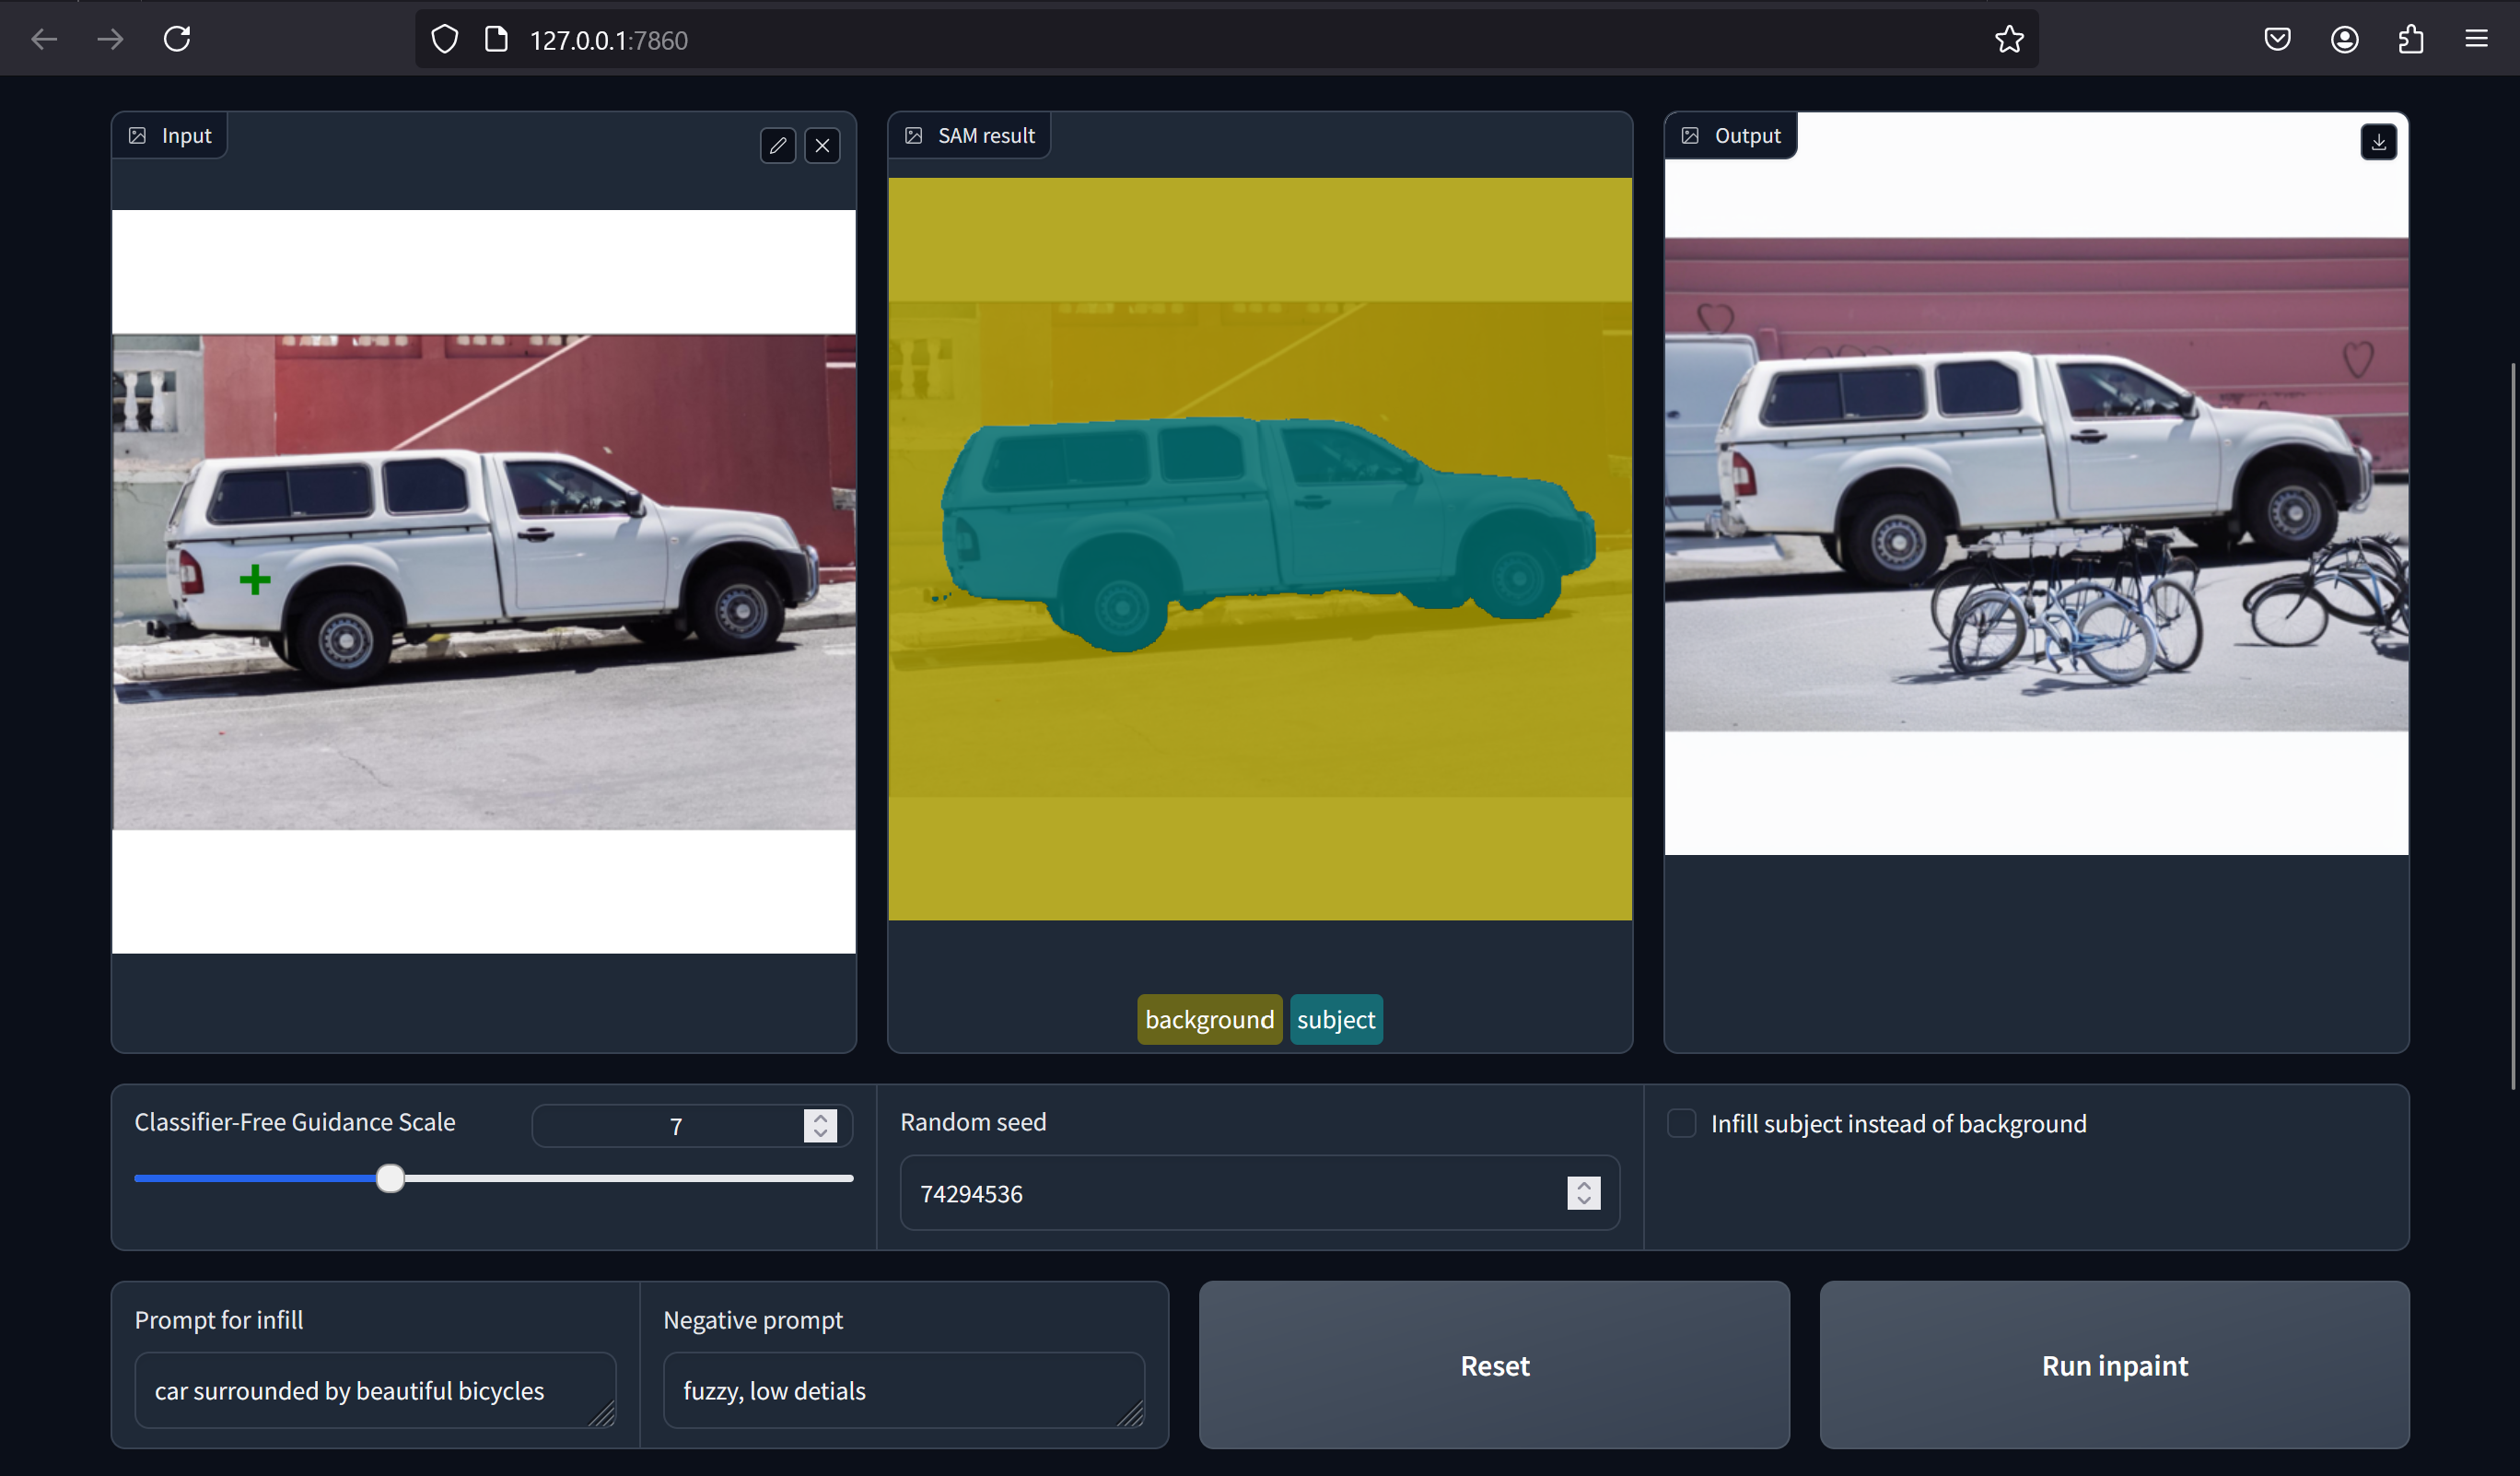 127.0.0.1:7860
Input
SAM result
Output
background subject
Classifier-Free Guidance Scale
7
Random seed
74294536
Infill subject instead of background
Prompt for infill
car surrounded by beautiful bicycles
Negative prompt
fuzzy, low detials
Reset
Run inpaint